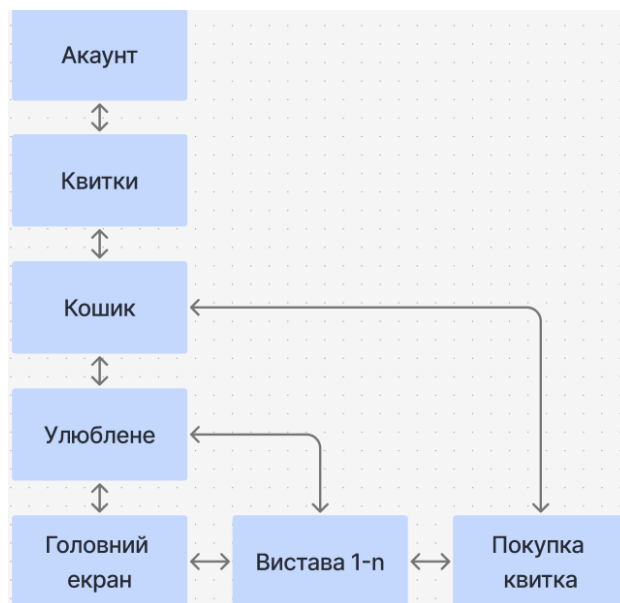 Акаунт
Квитки
Кошик
Улюблене
Головний
екран
Вистава 1-n
Покупка
квитка